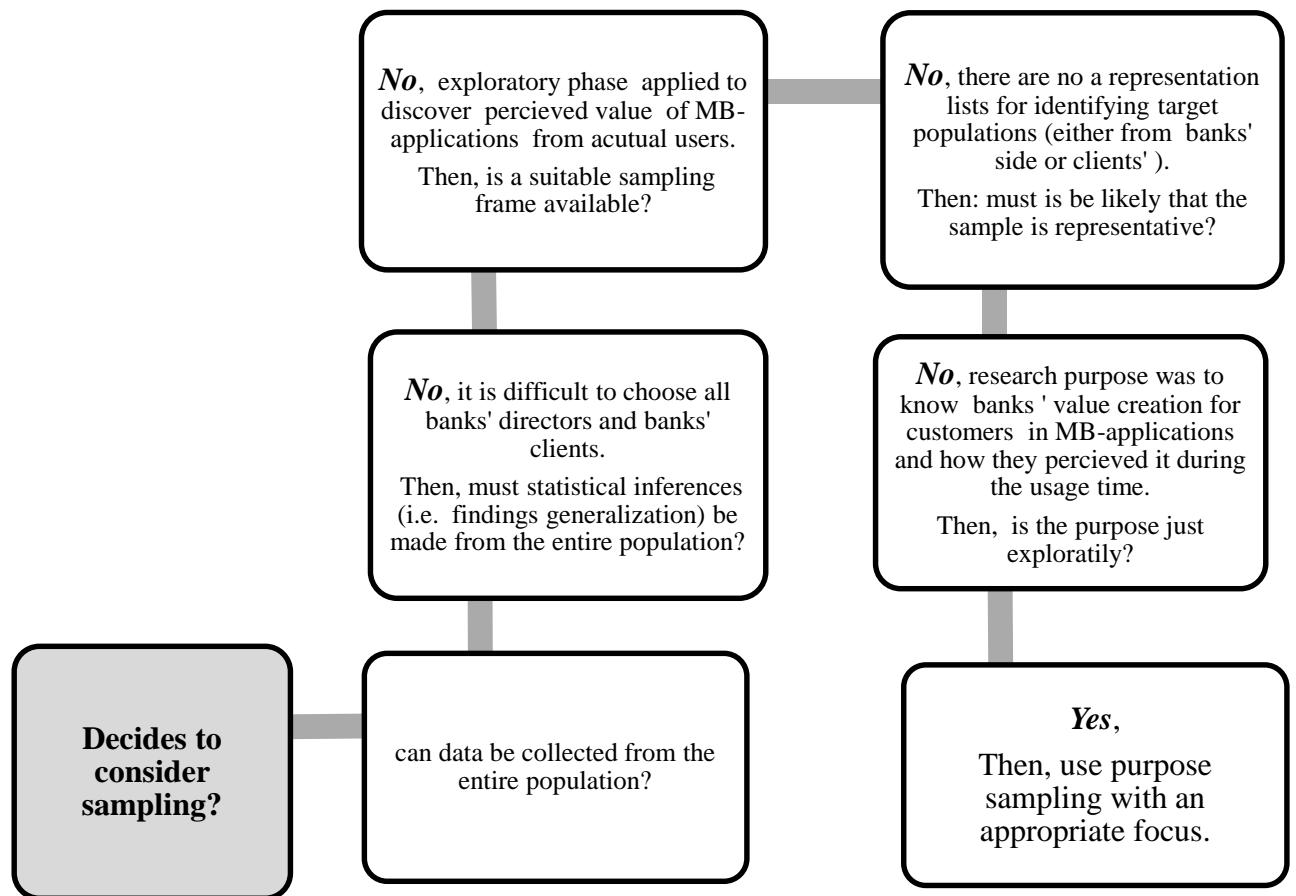 Decides to
consider
sampling?
can data be collected from the
entire population?
No, it is difficult to choose all
banks' directors and banks'
clients.
Then, must statistical inferences
(i.e. findings generalization) be
made from the entire population?
No, exploratory phase applied to
discover percieved value of MB-
applications from acutual users.
Then, is a suitable sampling
frame available?
No, there are no a representation
lists for identifying target
populations (either from banks'
side or clients' ).
Then: must is be likely that the
sample is representative?
No, research purpose was to
know banks ' value creation for
customers in MB-applications
and how they percieved it during
the usage time.
Then, is the purpose just
exploratily?
Yes,
Then, use purpose
sampling with an
appropriate focus.